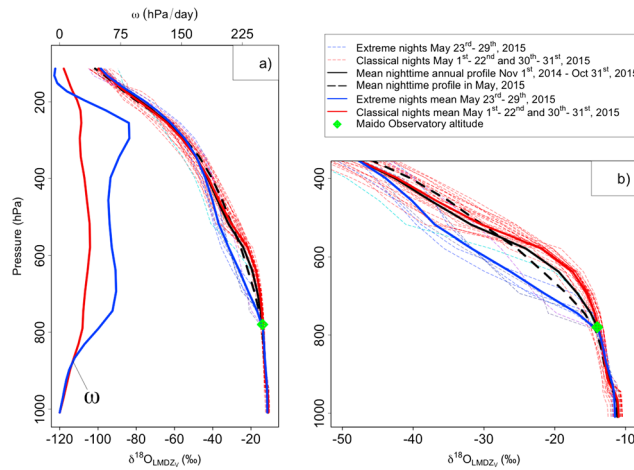 ω (hPa/day)
0 50 150 250
a)
200
400
600
800
1000
Pressure (hPa)
ω
-120 -100 -80 -60 -40 -20
δ¹⁸O_LMDZ_V (‰)
Extreme nights May 23rd- 29th, 2015
Classical nights May 1st- 22nd and 30th- 31st, 2015
Mean nighttime annual profile Nov 1st, 2014 - Oct 31st, 2015
Mean nighttime profile in May, 2015
Extreme nights mean May 23rd- 29th, 2015
Classical nights mean May 1st- 22nd and 30th- 31st, 2015
Maido Observatory altitude
b)
400
600
800
1000
-50 -40 -30 -20 -10
δ¹⁸O_LMDZ_V (‰)